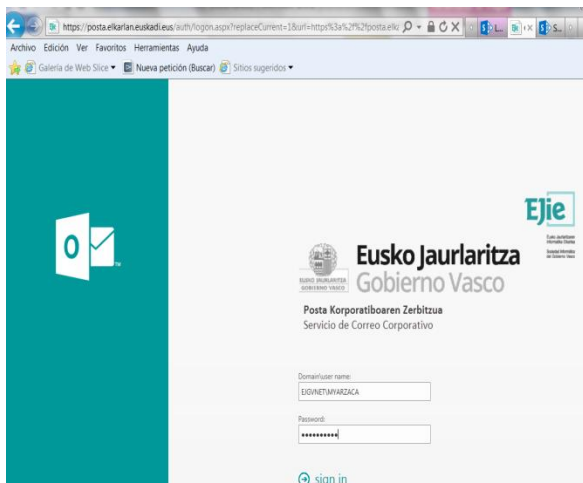 https://posta.elkarlan.euskadi.eus/auth/logon.aspx?replaceCurrent=1&url=https%3a%2f%2fposta.elk
L...
S...
Archivo Edición Ver Favoritos Herramientas Ayuda
Galería de Web Slice Nueva petición (Buscar) Sitios sugeridos
EJie
Eusko Jaurlaritza
Gobierno Vasco
EUSKO JAURLARITZA
GOBIERNO VASCO
Posta Korporatiboaren Zerbitzua
Servicio de Correo Corporativo
Domain\user name:
EJGVNET\MYARZACA
Password:
••••••••••
sign in